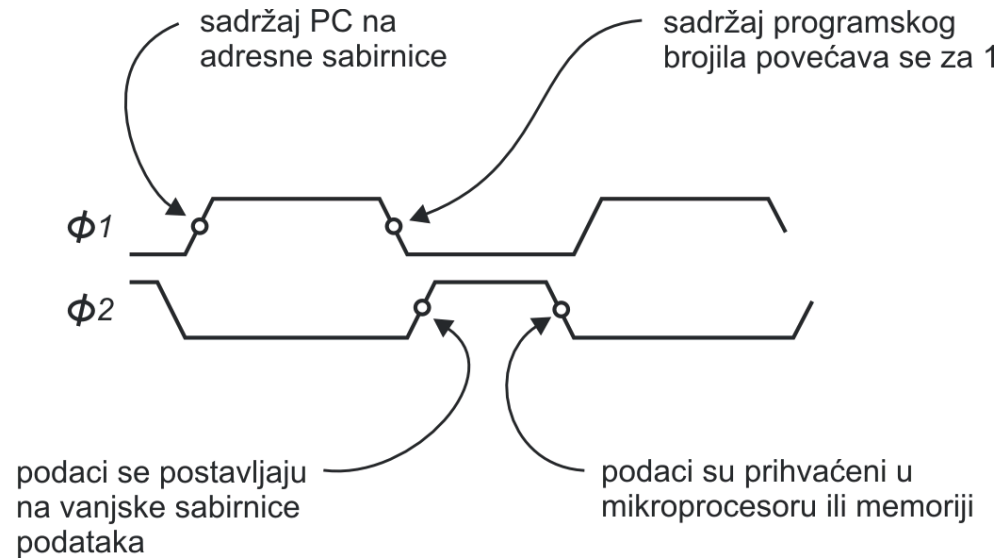 sadržaj PC na
adresne sabirnice
sadržaj programskog
brojila povećava se za 1
ϕ1
ϕ2
podaci se postavljaju
na vanjske sabirnice
podataka
podaci su prihvaćeni u
mikroprocesoru ili memoriji